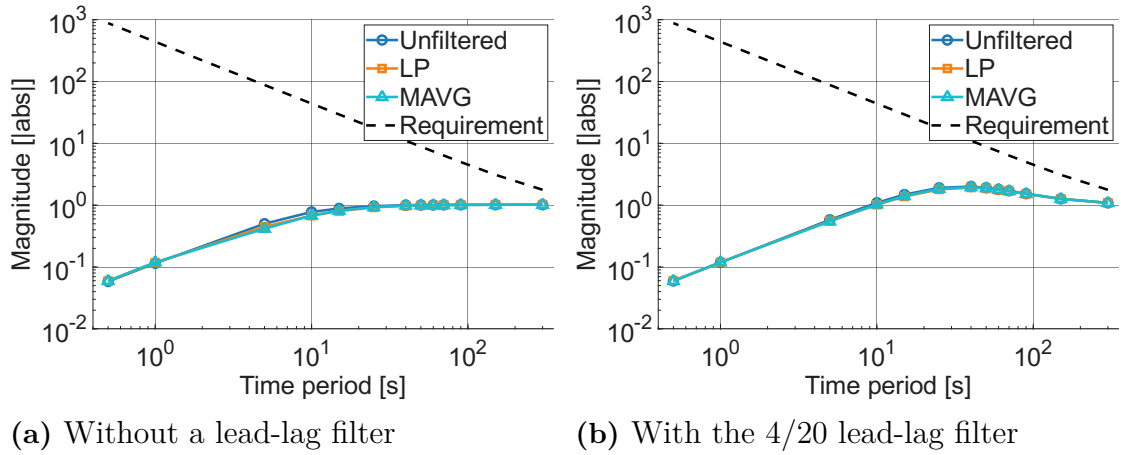 10^3
10^2
10^1
10^0
10^-1
10^-2
Magnitude [|abs|]
Unfiltered
LP
MAVG
Requirement
10^0
10^1
10^2
Time period [s]
(a) Without a lead-lag filter
10^3
10^2
10^1
10^0
10^-1
10^-2
Magnitude [|abs|]
Unfiltered
LP
MAVG
Requirement
10^0
10^1
10^2
Time period [s]
(b) With the 4/20 lead-lag filter